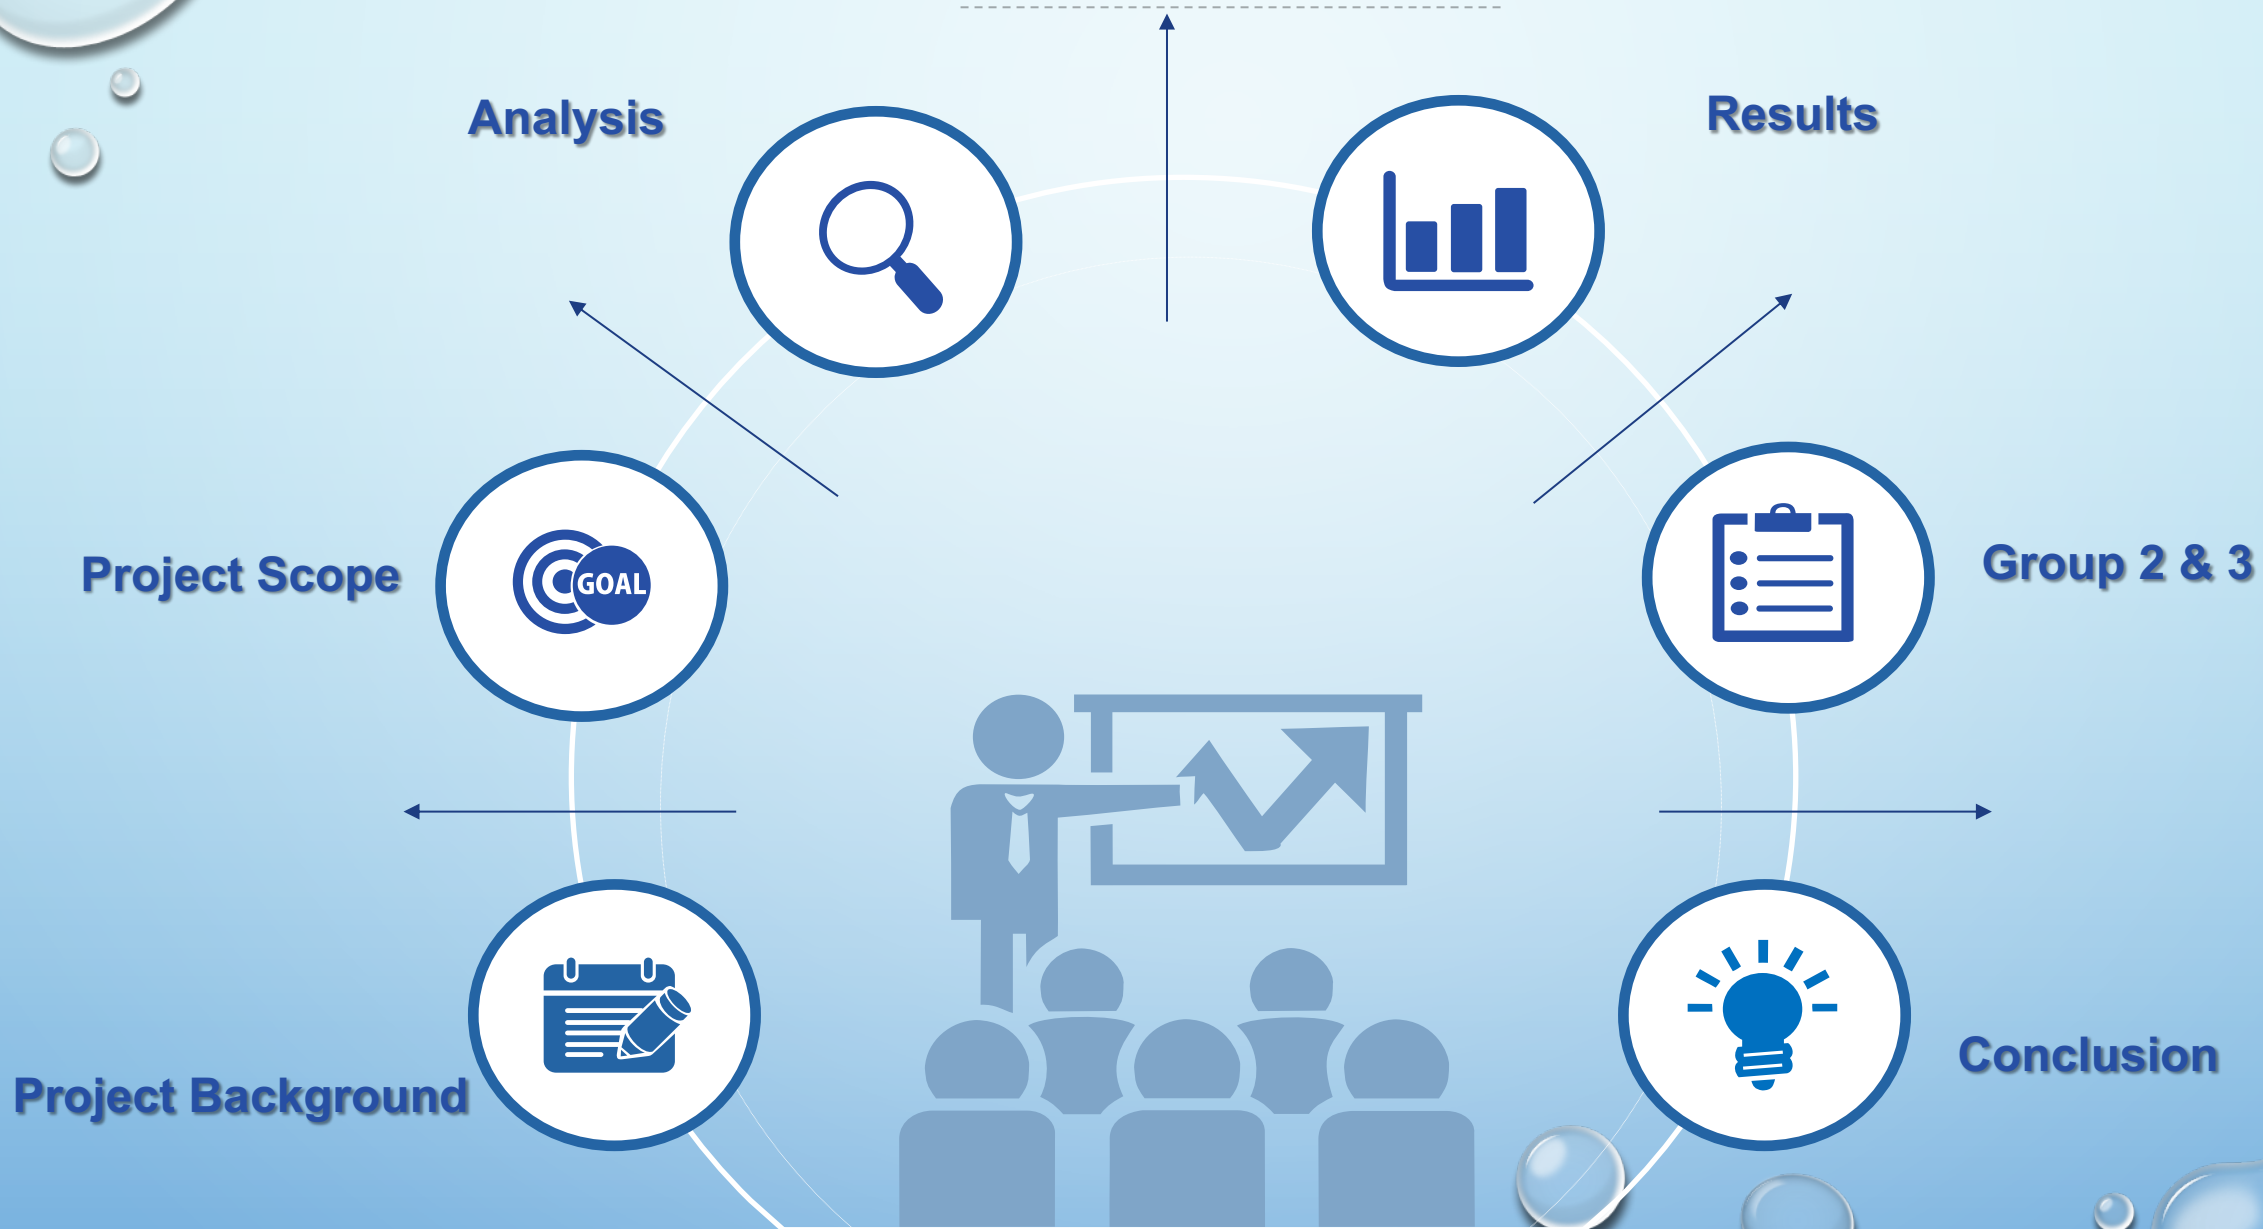 Analysis
Results
Project Scope
GOAL
Group 2 & 3
Project Background
Conclusion